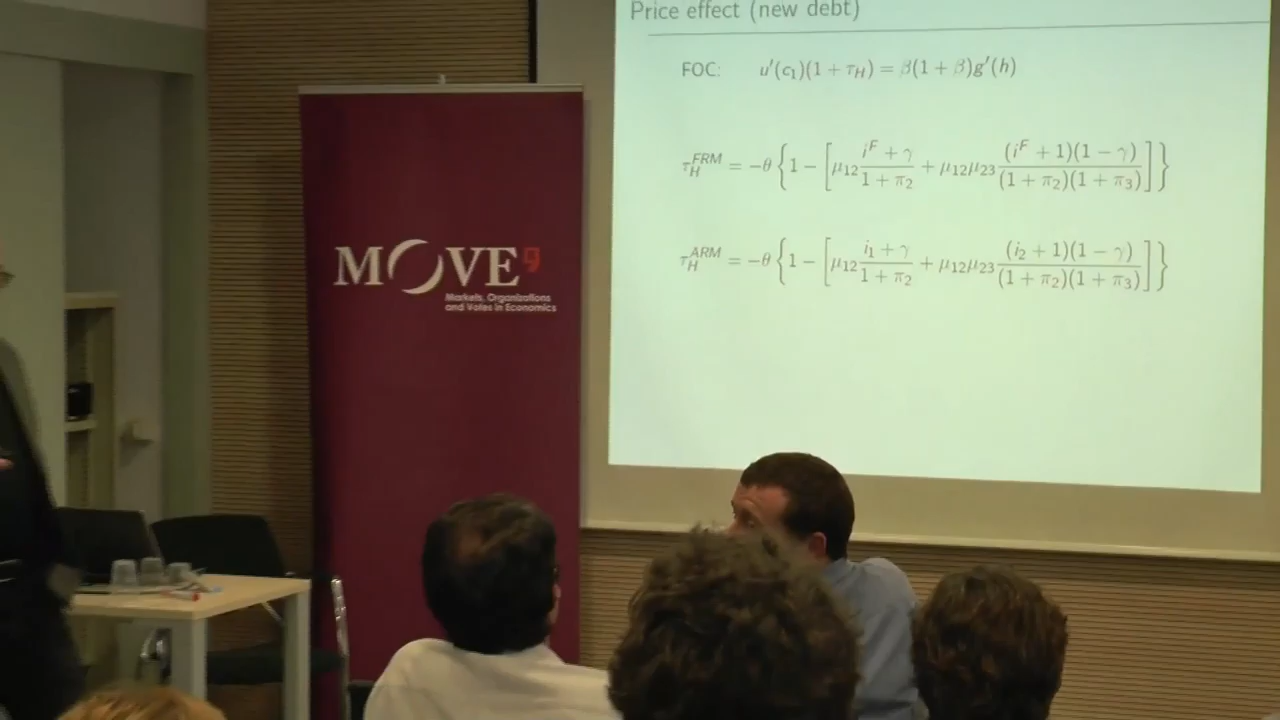 Price effect (new debt)
FOC: u′(c₁)(1 + τ_H) = β(1 + β)g′(h)
τ_H^{FRM} = −θ {1 − [μ₁₂ (i^F + γ)/(1 + π₂) + μ₁₂μ₂₃ ((i^F + 1)(1 − γ))/((1 + π₂)(1 + π₃))]}
τ_H^{ARM} = −θ {1 − [μ₁₂ (i₁ + γ)/(1 + π₂) + μ₁₂μ₂₃ ((i₂ + 1)(1 − γ))/((1 + π₂)(1 + π₃))]}
MOVE
Markets, Organizations
and Votes in Economics